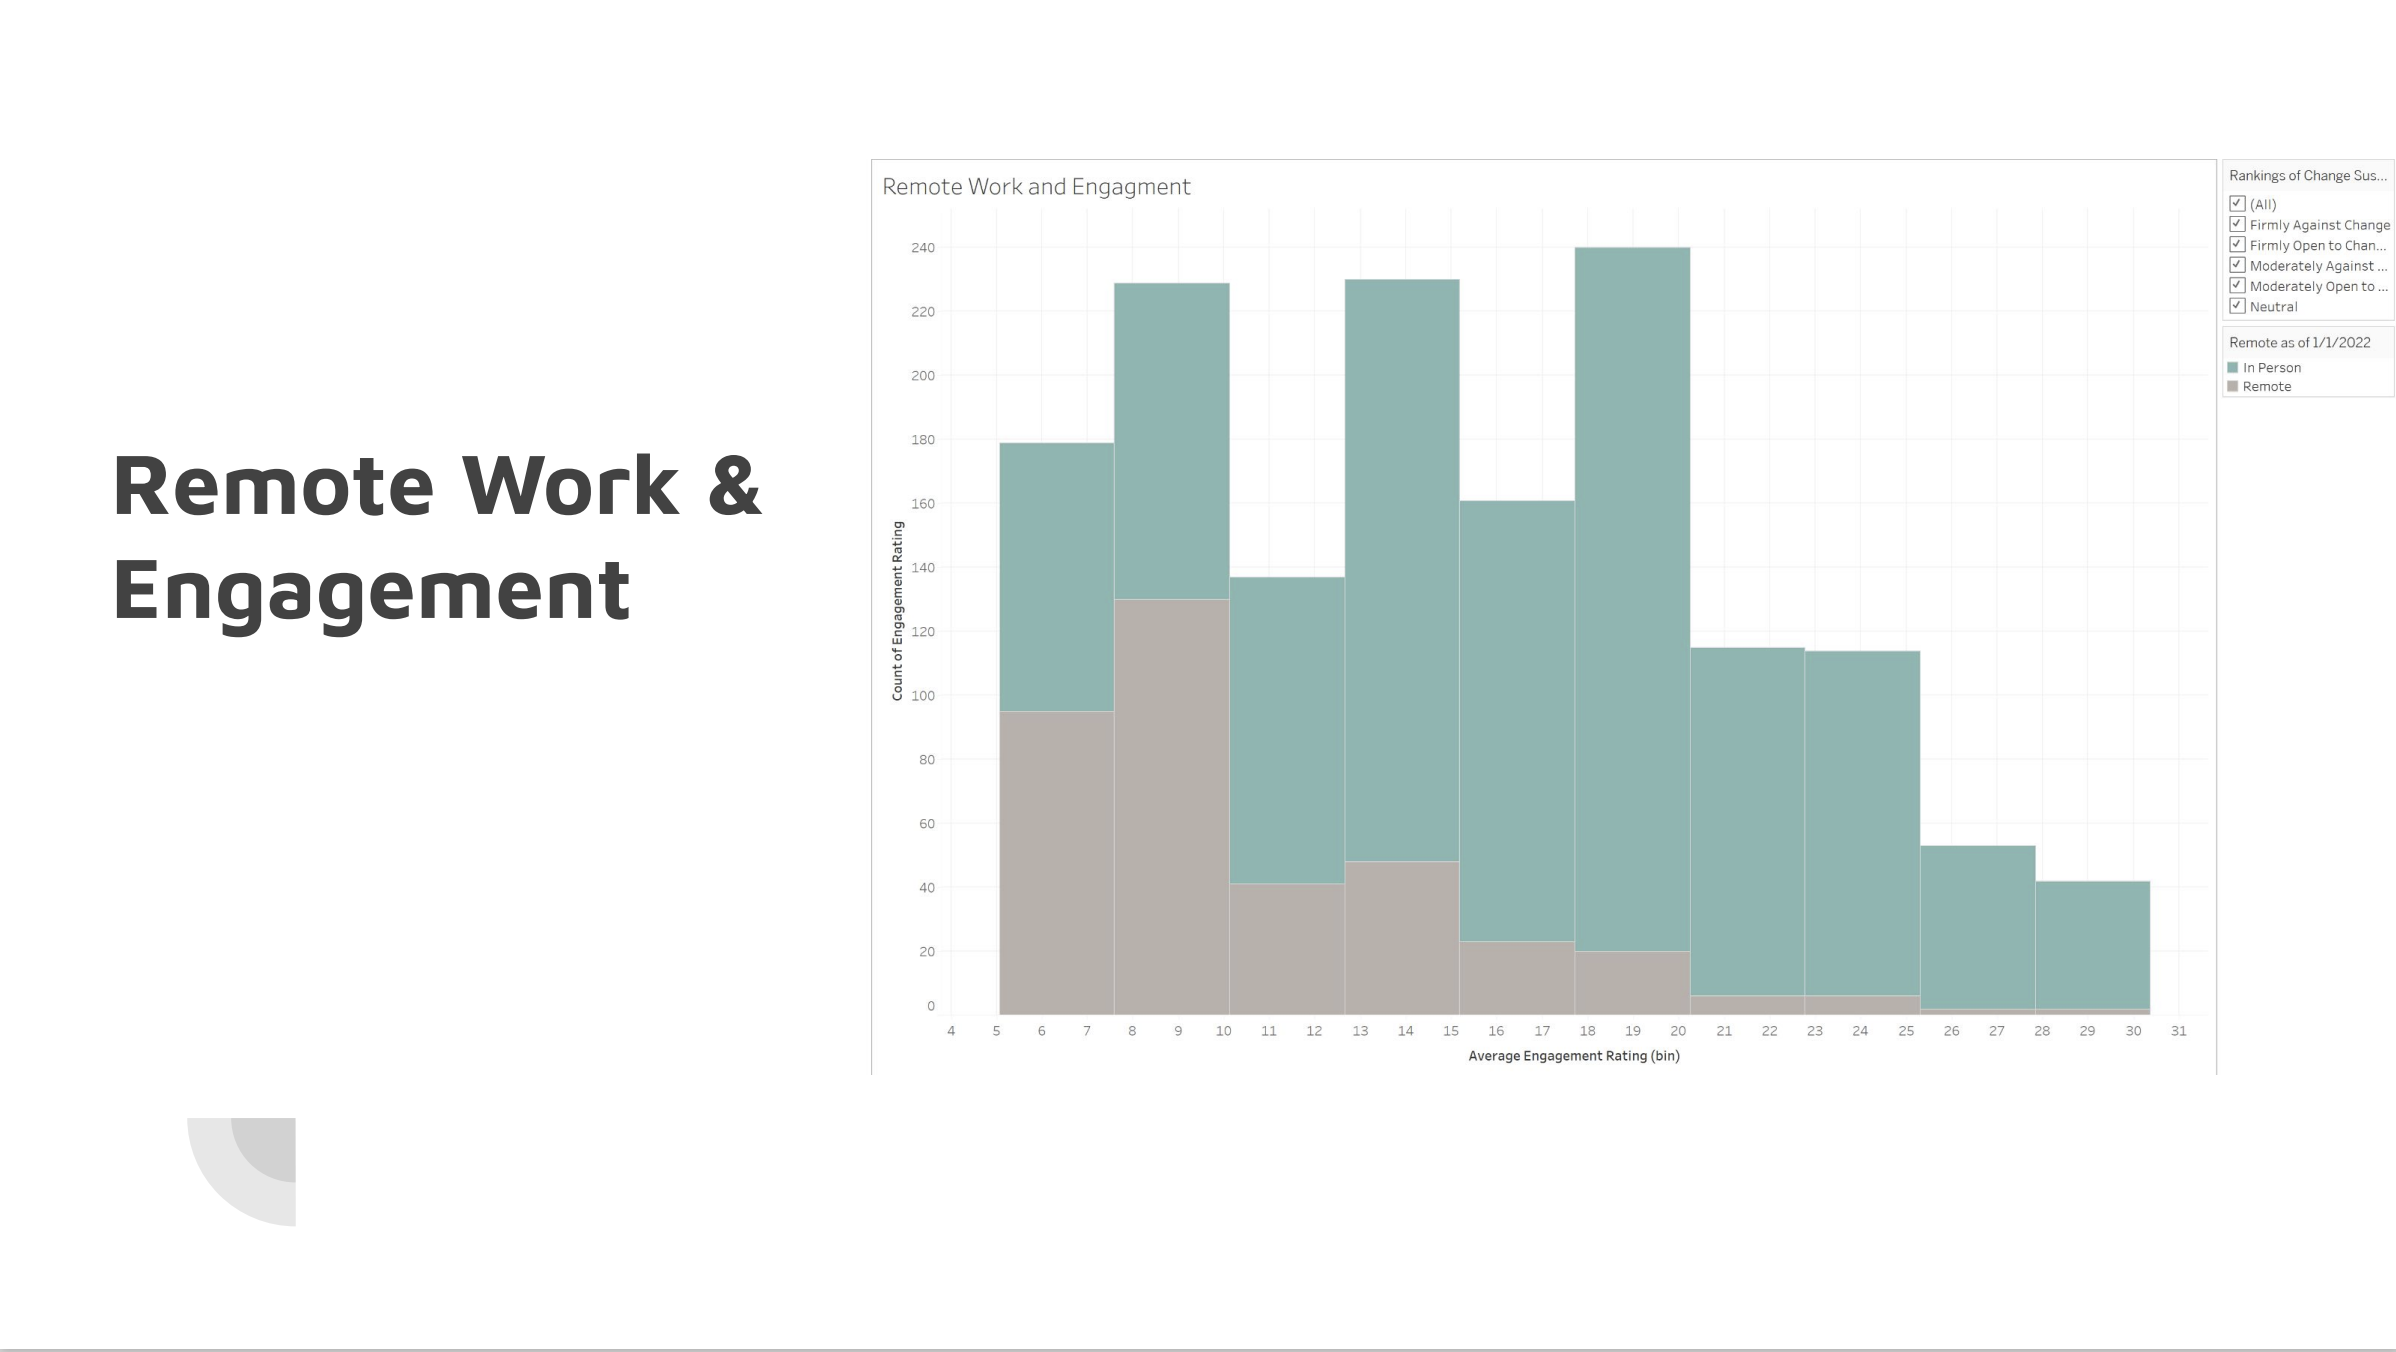 Remote Work &
Engagement
Remote Work and Engagment
Count of Engagement Rating
240
220
200
180
160
140
120
100
80
60
40
20
0
4 5 6 7 8 9 10 11 12 13 14 15 16 17 18 19 20 21 22 23 24 25 26 27 28 29 30 31
Average Engagement Rating (bin)
Rankings of Change Sus...
(All)
Firmly Against Change
Firmly Open to Chan...
Moderately Against ...
Moderately Open to ...
Neutral
Remote as of 1/1/2022
In Person
Remote